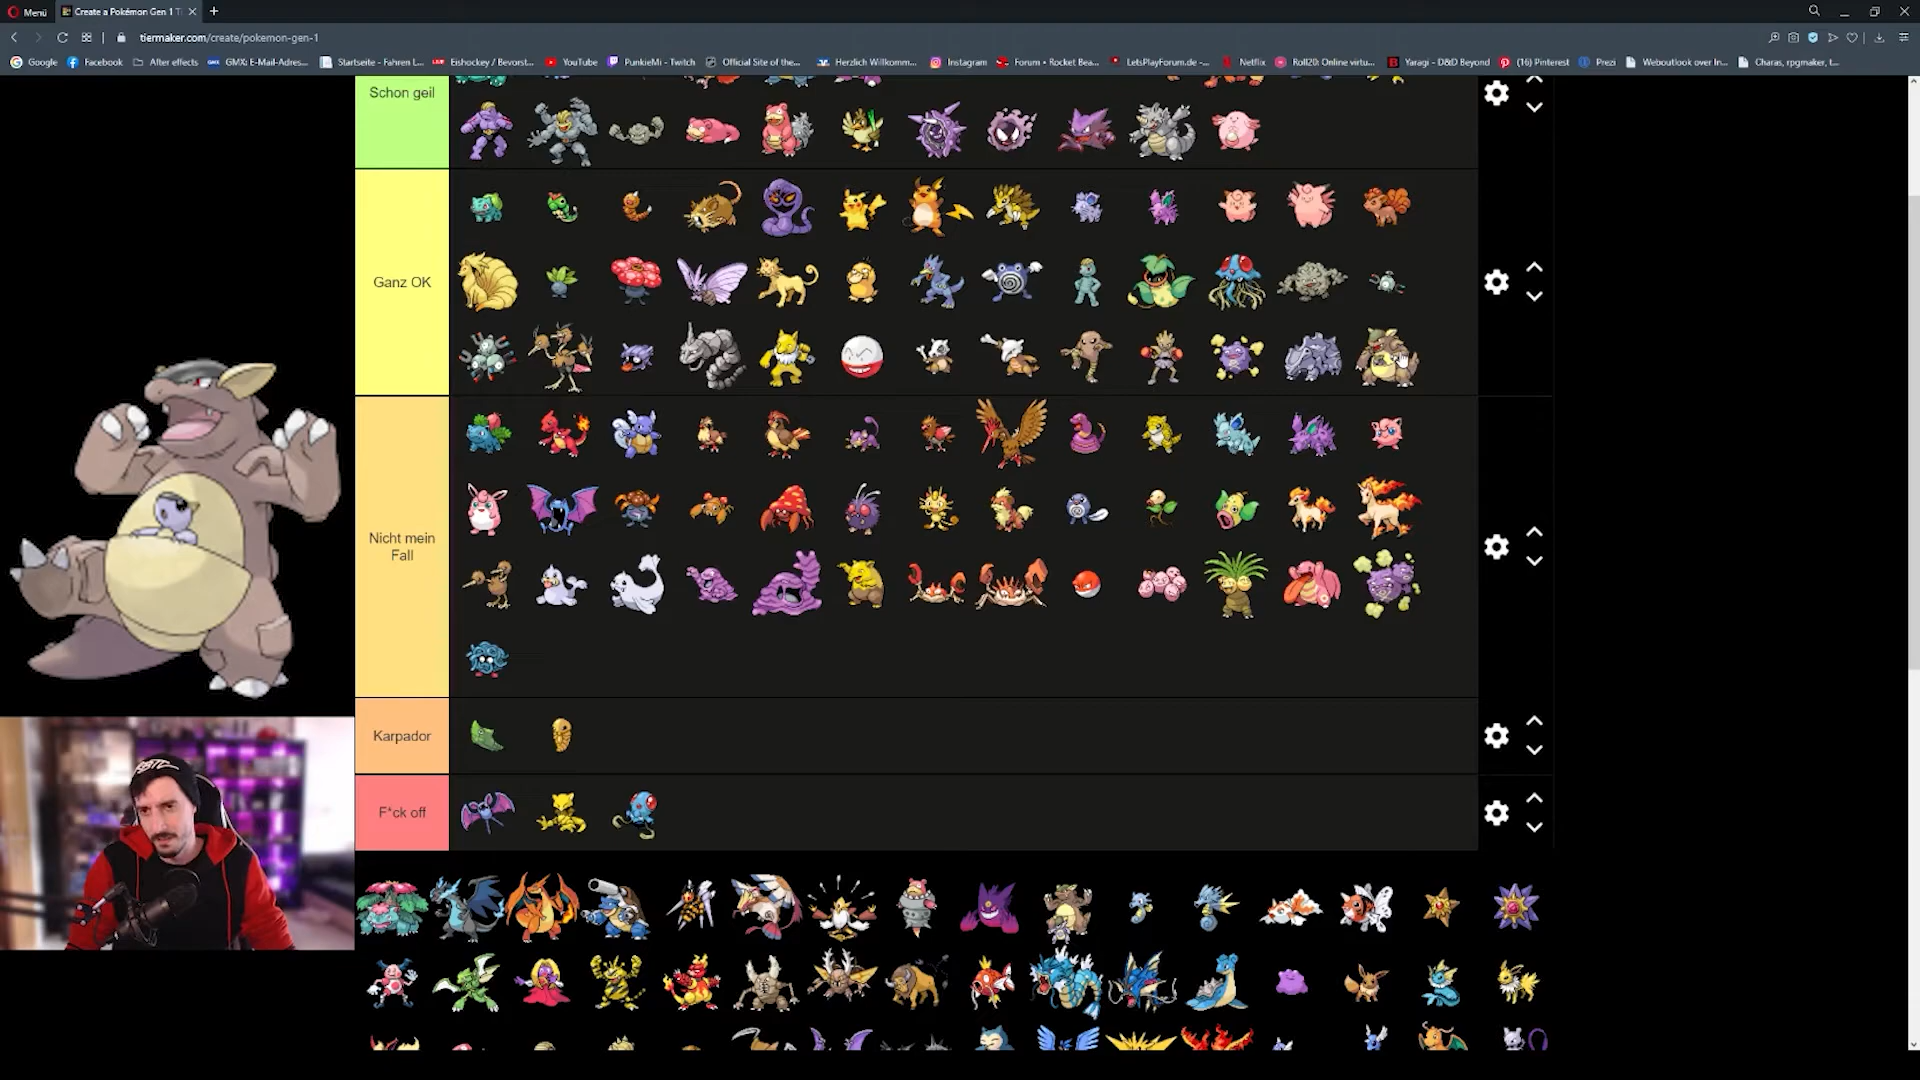 Menü
Create a Pokémon Gen 1 T
tiermaker.com/create/pokemon-gen-1
Google
Facebook
After effects
GMX: E-Mail-Adres...
Startseite - Fahren L...
Eishockey / Bevorst...
YouTube
PunkieMi - Twitch
Official Site of the...
Herzlich Willkomm...
Instagram
Forum • Rocket Bea...
LetsPlayForum.de -...
Netflix
Roll20: Online virtu...
Yaragi - D&D Beyond
(16) Pinterest
Prezi
Weboutlook over In...
Charas, rpgmaker, t...
Schon geil
Ganz OK
Nicht mein
Fall
Karpador
F*ck off